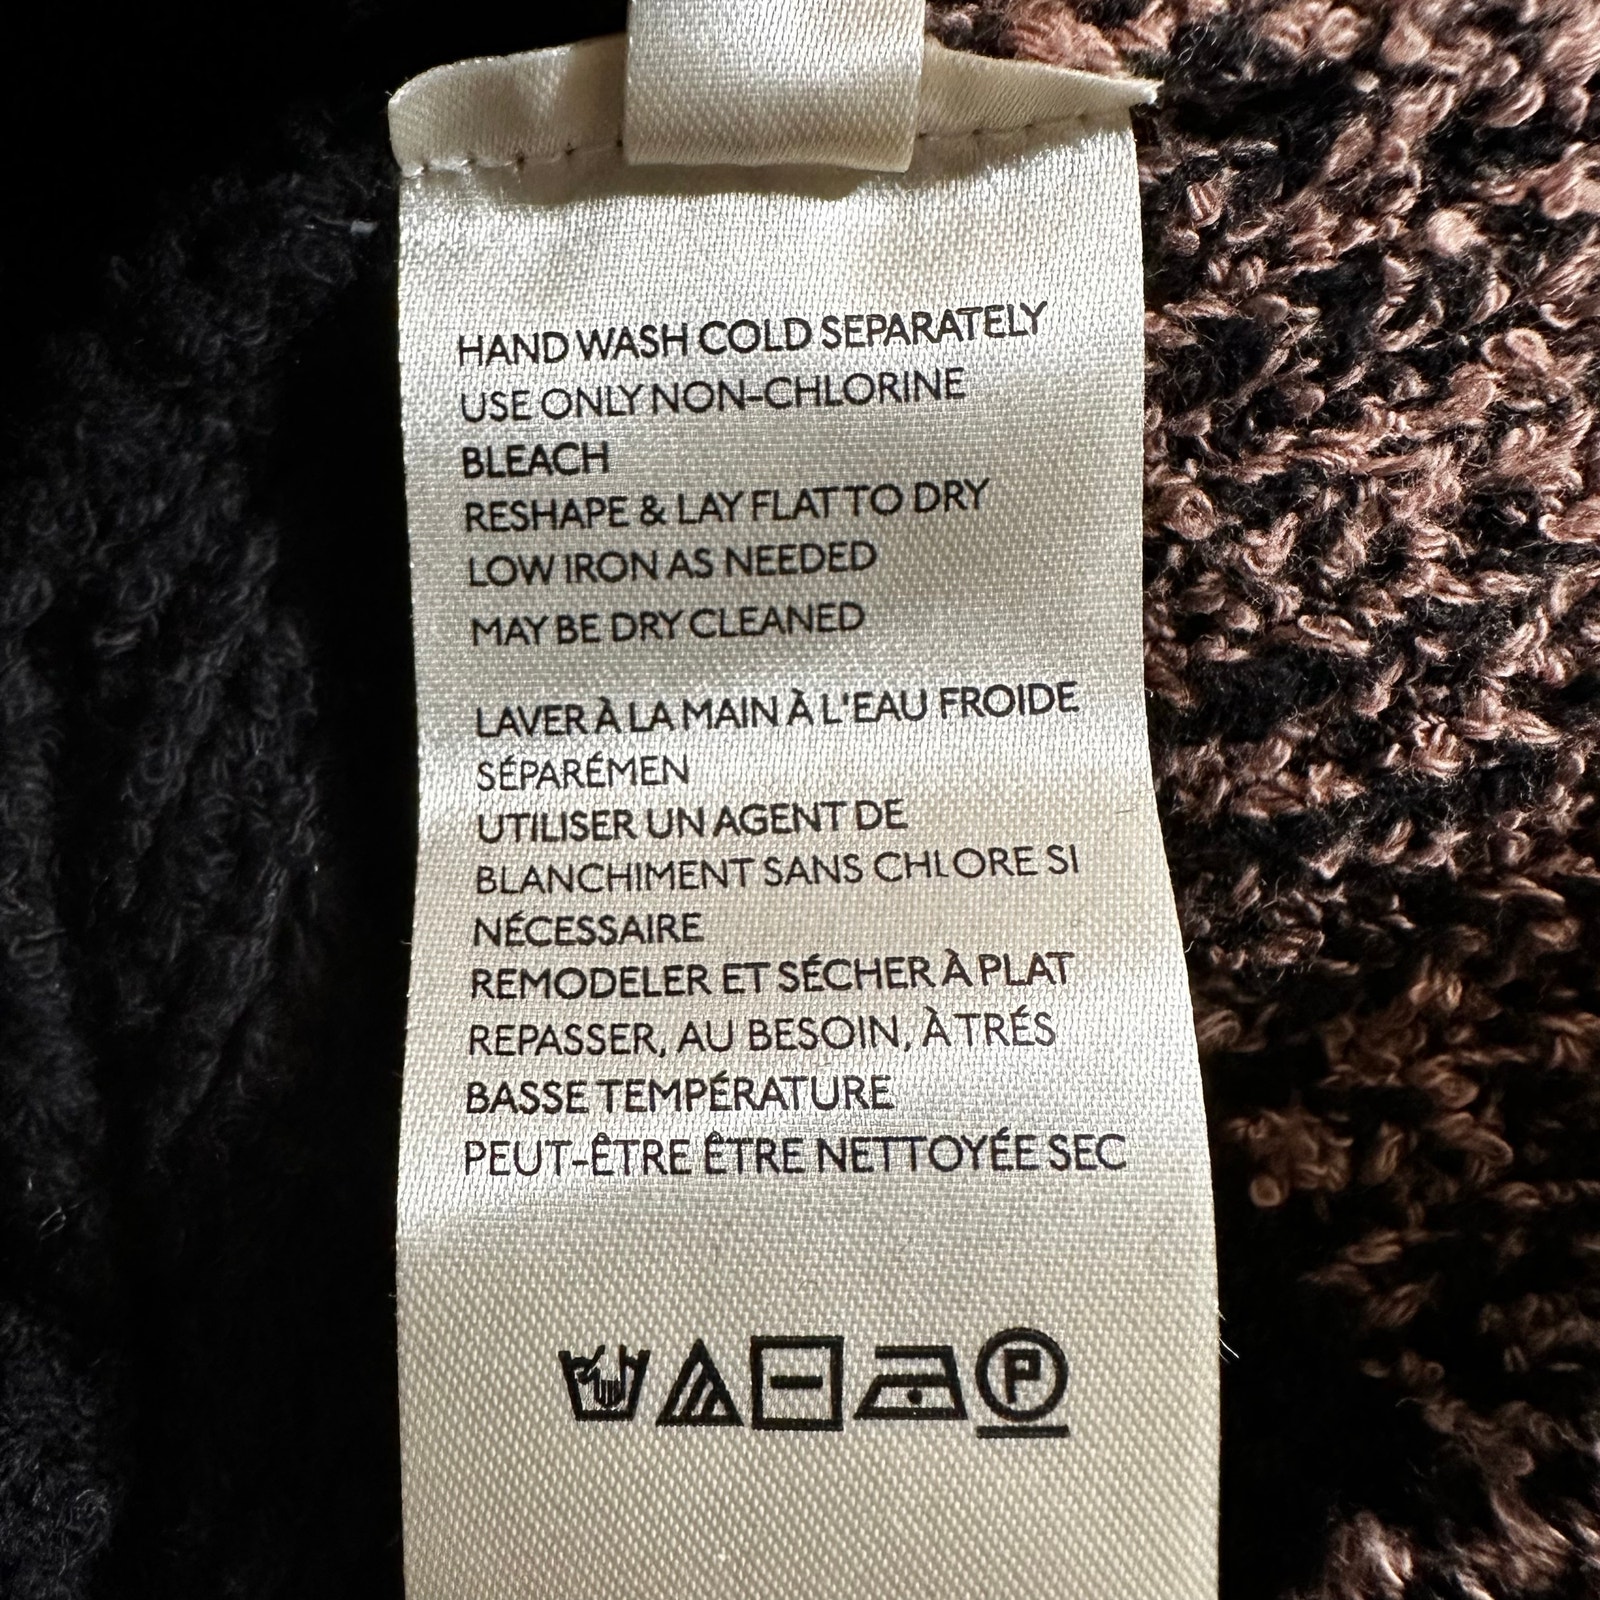 HAND WASH COLD SEPARATELY
USE ONLY NON-CHLORINE
BLEACH
RESHAPE & LAY FLAT TO DRY
LOW IRON AS NEEDED
MAY BE DRY CLEANED
LAVER À LA MAIN À L'EAU FROIDE
SÉPARÉMEN
UTILISER UN AGENT DE
BLANCHIMENT SANS CHLORE SI
NÉCESSAIRE
REMODELER ET SÉCHER À PLAT
REPASSER, AU BESOIN, À TRÉS
BASSE TEMPÉRATURE
PEUT-ÊTRE ÊTRE NETTOYÉE SEC
P